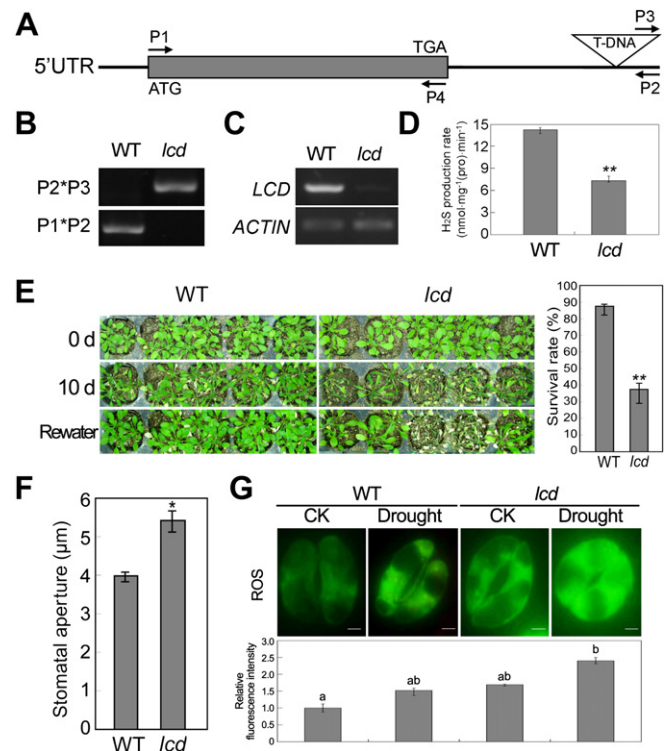 A
P1
TGA
T-DNA
P3
5'UTR
ATG
P4
P2
B
WT lcd
P2*P3
P1*P2
C
WT lcd
LCD
ACTIN
D
H2S production rate
(nmol·mg-1(pro)·min-1)
15
12
9
6
3
0
**
WT lcd
E
WT lcd
0 d
10 d
Rewater
Survival rate (%)
100
90
80
70
60
50
40
30
20
10
**
WT lcd
F
Stomatal aperture (μm)
6
5
4
3
2
1
0
*
WT lcd
G
WT lcd
CK Drought CK Drought
ROS
Relative
fluorescence intensity
3.0
2.5
2.0
1.5
1.0
0.5
0
a ab ab b